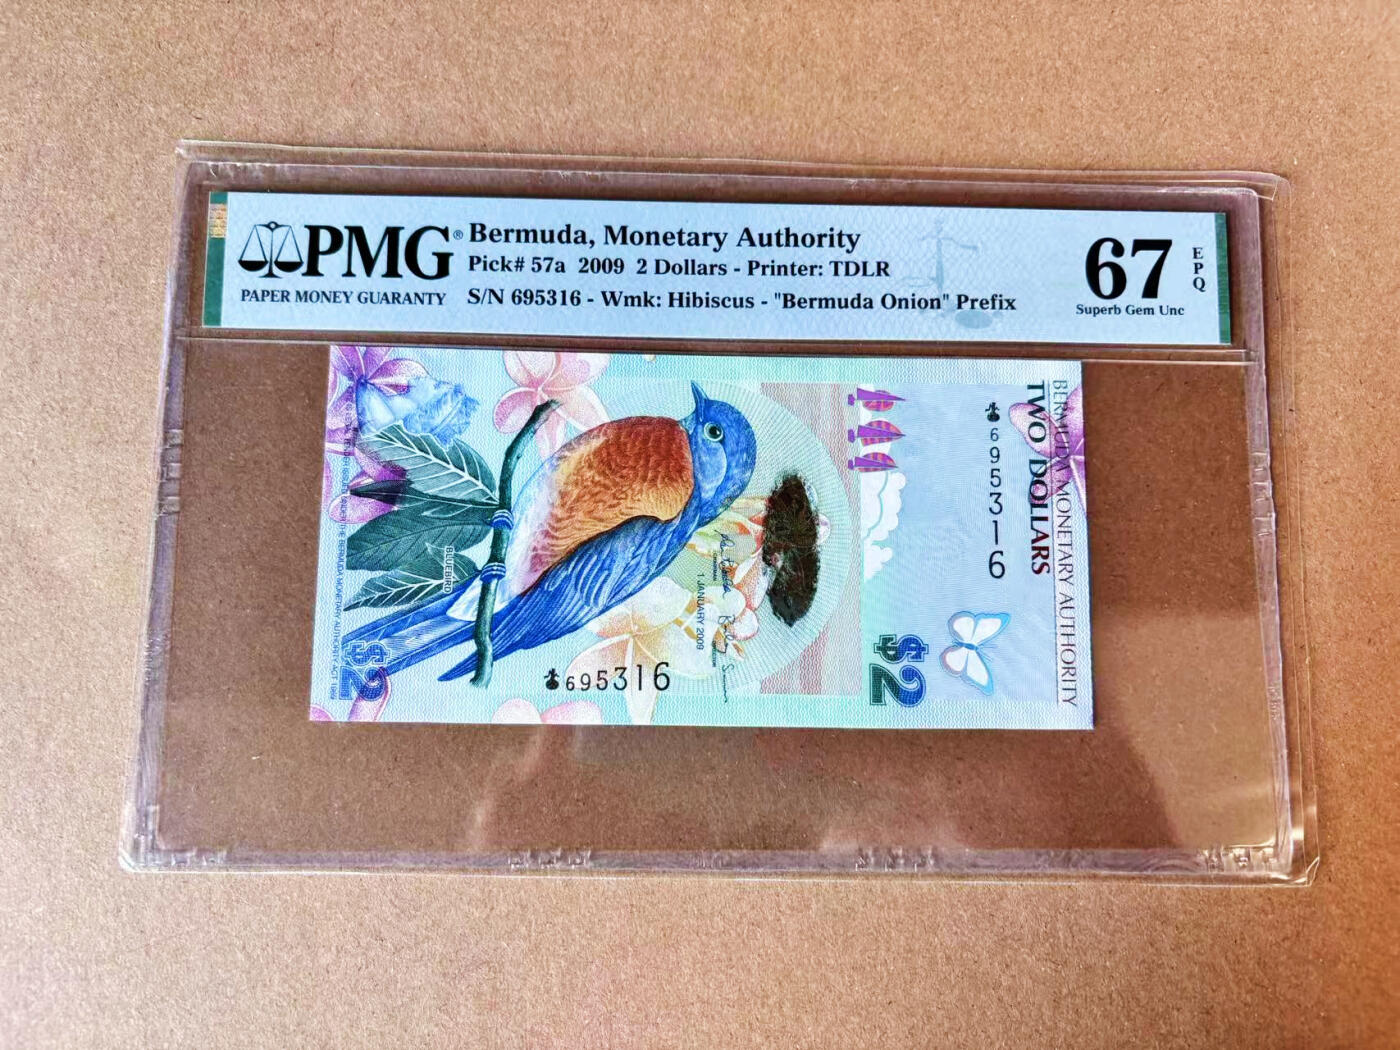 PMG®
PAPER MONEY GUARANTY
Bermuda, Monetary Authority
Pick# 57a 2009 2 Dollars - Printer: TDLR
S/N 695316 - Wmk: Hibiscus - "Bermuda Onion" Prefix
67
EPQ
Superb Gem Unc
BERMUDA MONETARY AUTHORITY
TWO DOLLARS
695316
$2
1 JANUARY 2009
BLUEBIRD
695316
$2